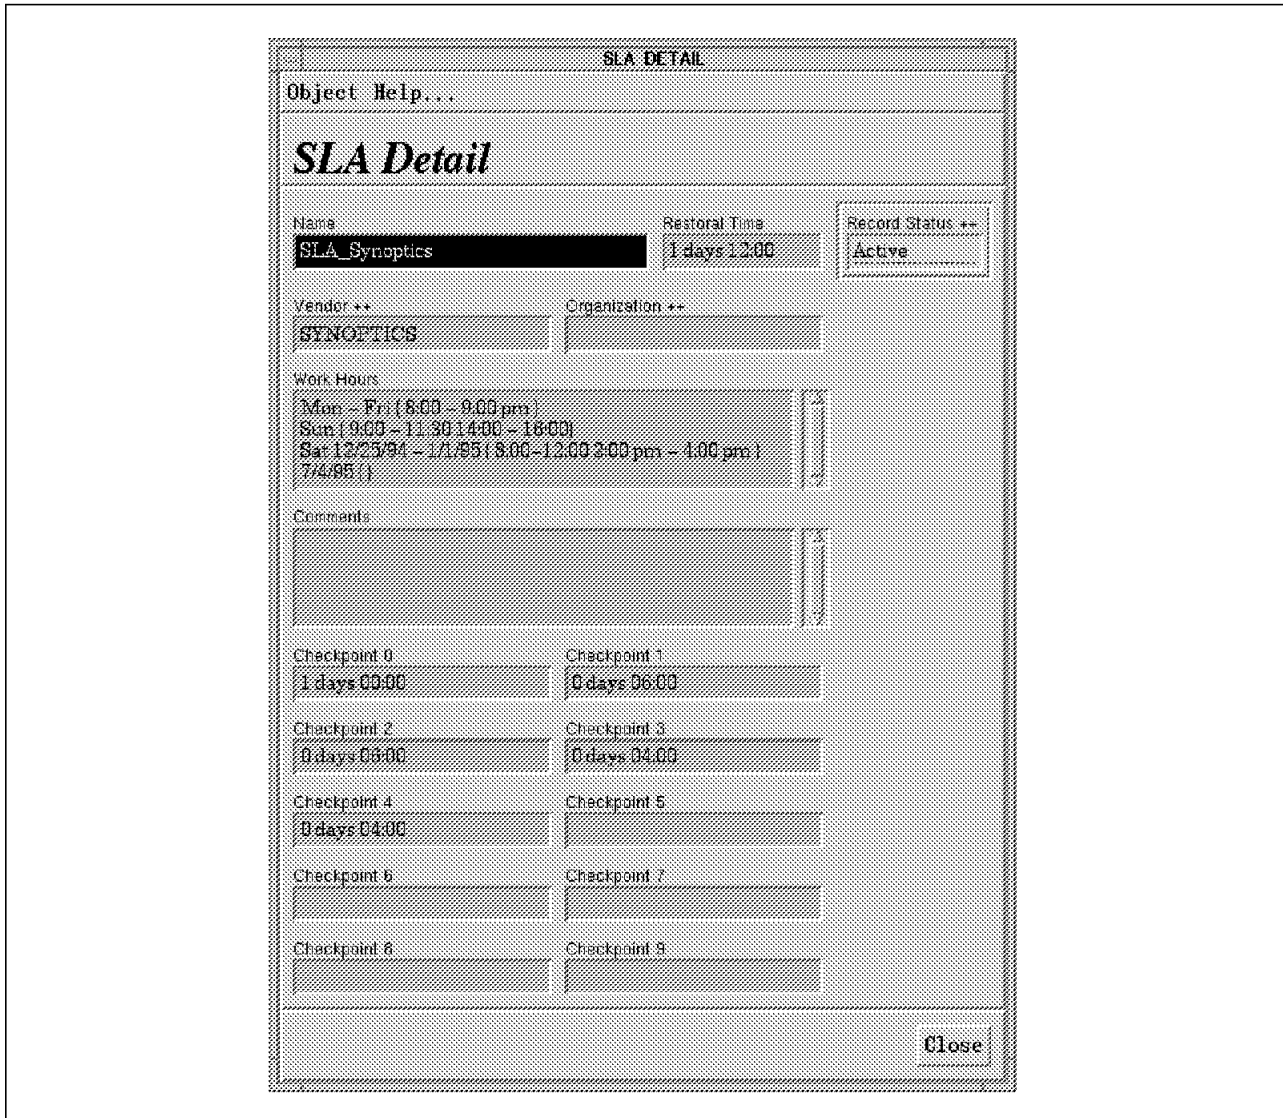 SLA DETAIL
Object Help...
SLA Detail
Name
Restoral Time
Record Status ++
SLA_Synoptics
1 days 12:00
Active
Vendor ++
Organization ++
SYNOPTICS
Work Hours
Mon - Fri { 8:00 - 9:00 pm }
Sun { 9:00 - 11:30 14:00 - 16:00}
Sat 12/25/94 - 1/1/95 { 8:00-12:00 2:00 pm - 4:00 pm }
7/4/95 { }
Comments
Checkpoint 0
Checkpoint 1
1 days 00:00
0 days 06:00
Checkpoint 2
Checkpoint 3
0 days 06:00
0 days 04:00
Checkpoint 4
Checkpoint 5
0 days 04:00
Checkpoint 6
Checkpoint 7
Checkpoint 8
Checkpoint 9
Close